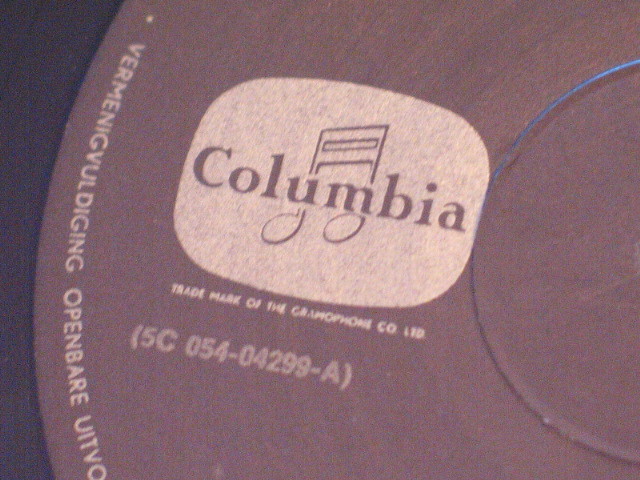 VERMENIGVULDIGING OPENBARE UITVO
Columbia
TRADE MARK OF THE GRAMOPHONE CO. LTD.
(5C 054-04299-A)